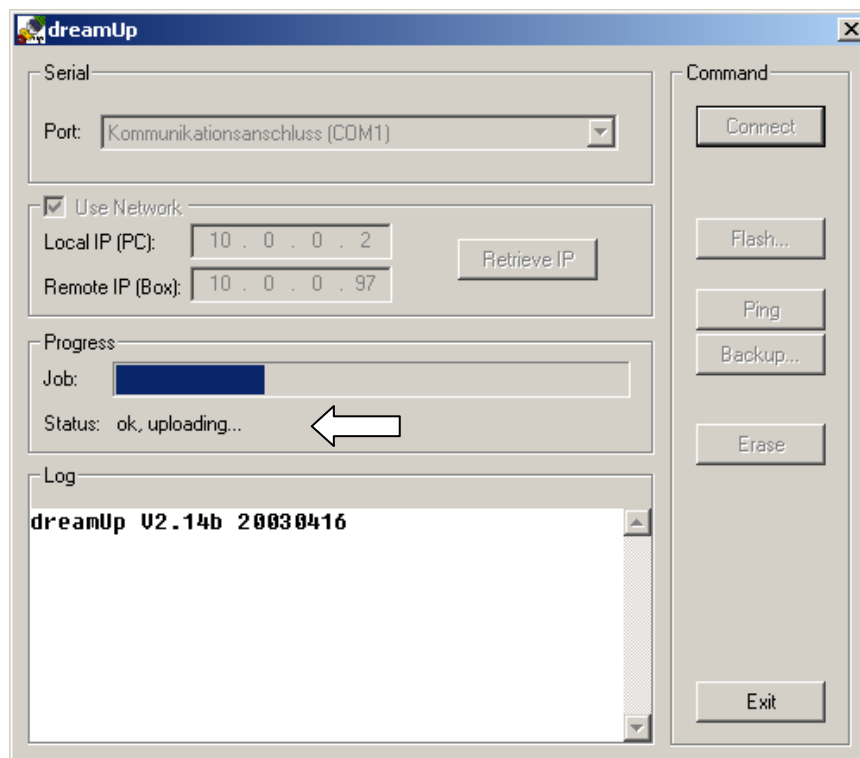 dreamUp
Serial
Port: Kommunikationsanschluss (COM1)
Use Network
Local IP (PC): 10 . 0 . 0 . 2
Remote IP (Box): 10 . 0 . 0 . 97
Retrieve IP
Progress
Job:
Status: ok, uploading...
Log
dreamUp V2.14b 20030416
Command
Connect
Flash...
Ping
Backup...
Erase
Exit